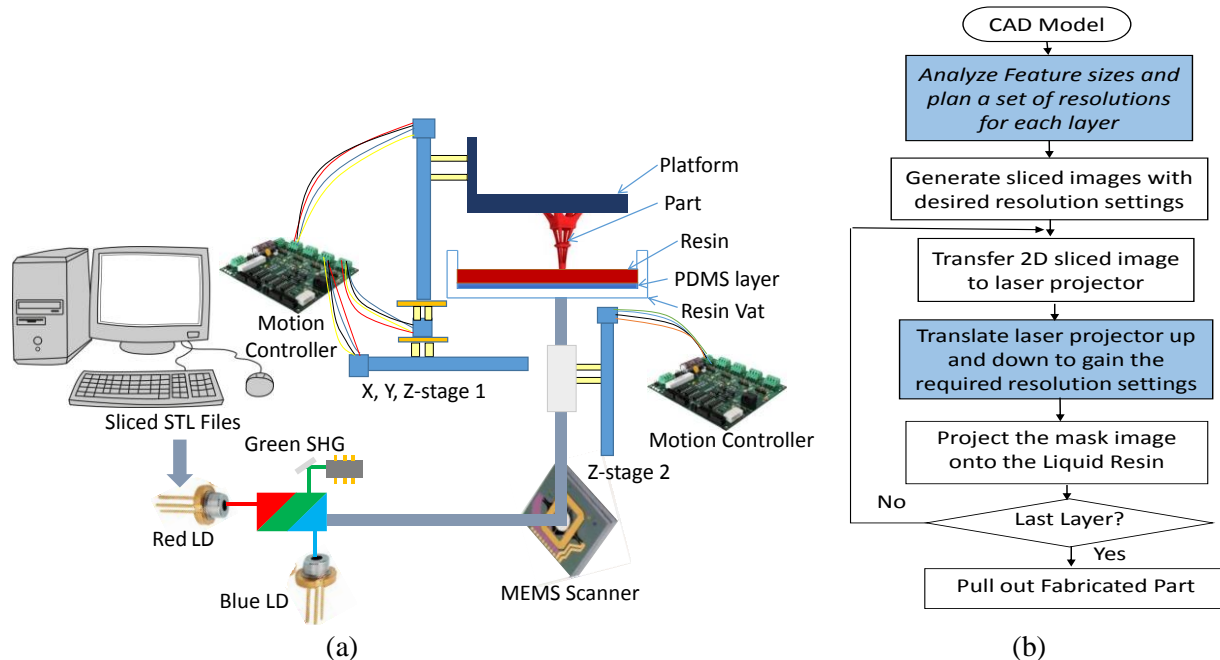 Platform
Part
Resin
PDMS layer
Resin Vat
Motion
Controller
X, Y, Z-stage 1
Sliced STL Files
Green SHG
Motion Controller
Z-stage 2
Red LD
Blue LD
MEMS Scanner
(a)
CAD Model
Analyze Feature sizes and
plan a set of resolutions
for each layer
Generate sliced images with
desired resolution settings
Transfer 2D sliced image
to laser projector
Translate laser projector up
and down to gain the
required resolution settings
Project the mask image
onto the Liquid Resin
No
Last Layer?
Yes
Pull out Fabricated Part
(b)